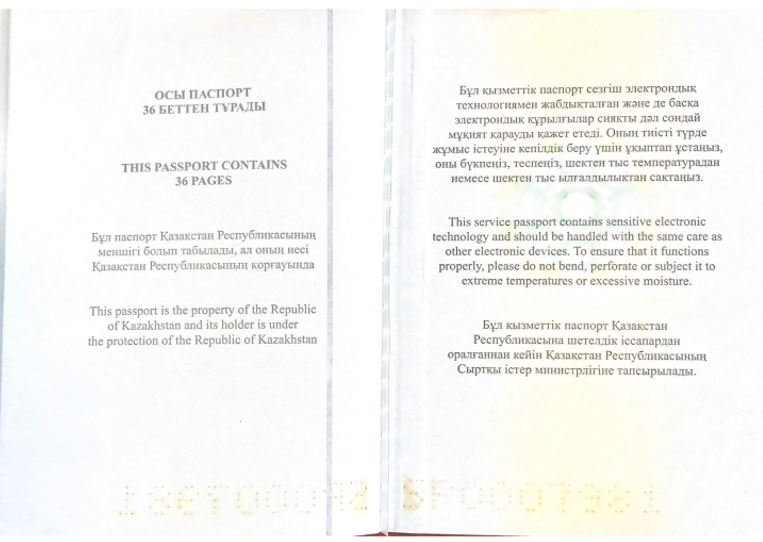 ОСЫ ПАСПОРТ
36 БЕТТЕН ТҰРАДЫ
THIS PASSPORT CONTAINS
36 PAGES
Бұл паспорт Қазақстан Республикасының
меншігі болып табылады, ал оның иесі
Қазақстан Республикасының қорғауында
This passport is the property of the Republic
of Kazakhstan and its holder is under
the protection of the Republic of Kazakhstan
Бұл қызметтік паспорт сезгіш электрондық
технологиямен жабдықталған және де басқа
электрондық құрылғылар сияқты дәл сондай
мұқият қарауды қажет етеді. Оның тиісті түрде
жұмыс істеуіне кепілдік беру үшін ұқыптап ұстаңыз,
оны бүкпеңіз, теспеңіз, шектен тыс температурадан
немесе шектен тыс ылғалдылықтан сақтаңыз.
This service passport contains sensitive electronic
technology and should be handled with the same care as
other electronic devices. To ensure that it functions
properly, please do not bend, perforate or subject it to
extreme temperatures or excessive moisture.
Бұл қызметтік паспорт Қазақстан
Республикасына шетелдік іссапардан
оралғаннан кейін Қазақстан Республикасының
Сыртқы істер министрлігіне тапсырылады.